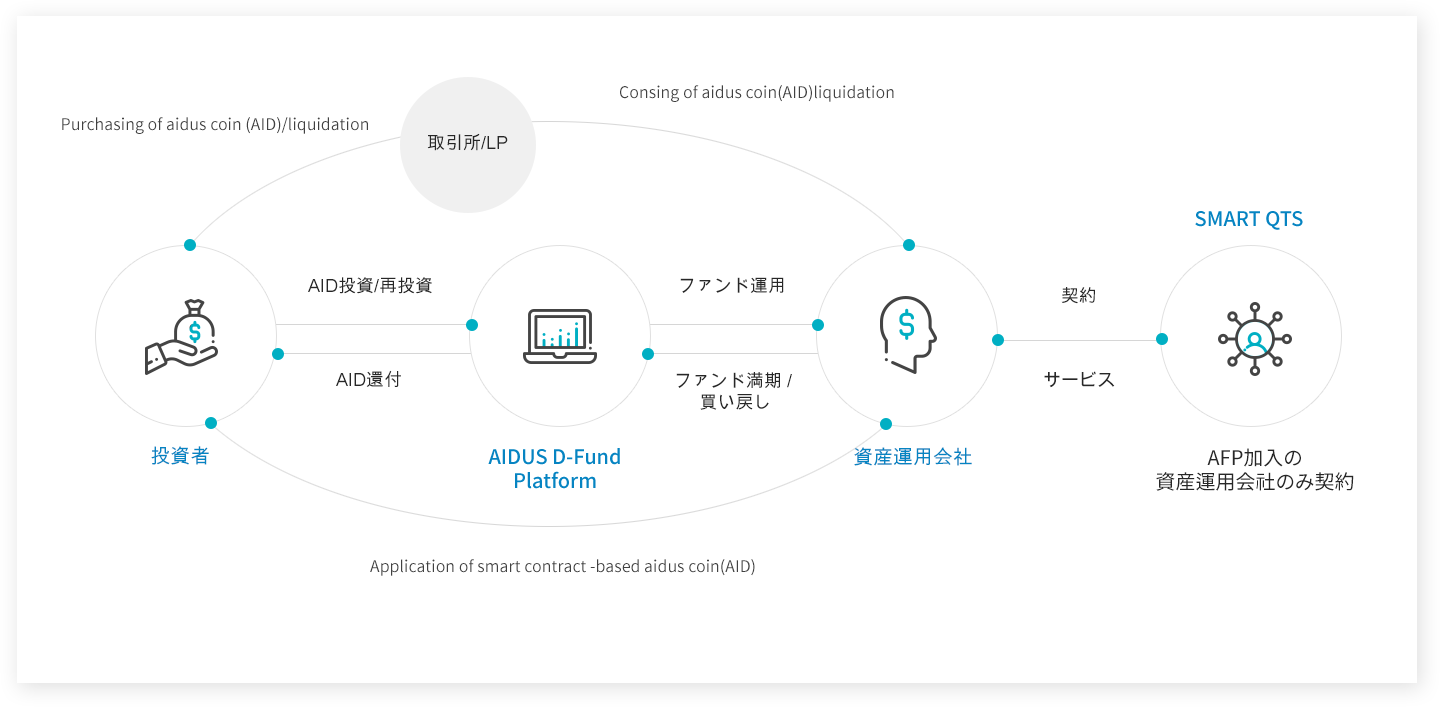 Consing of aidus coin(AID)liquidation
Purchasing of aidus coin (AID)/liquidation
取引所/LP
SMART QTS
AID投資/再投資
ファンド運用
契約
AID還付
ファンド満期 /
買い戻し
サービス
投資者
AIDUS D-Fund
Platform
資産運用会社
AFP加入の
資産運用会社のみ契約
Application of smart contract -based aidus coin(AID)